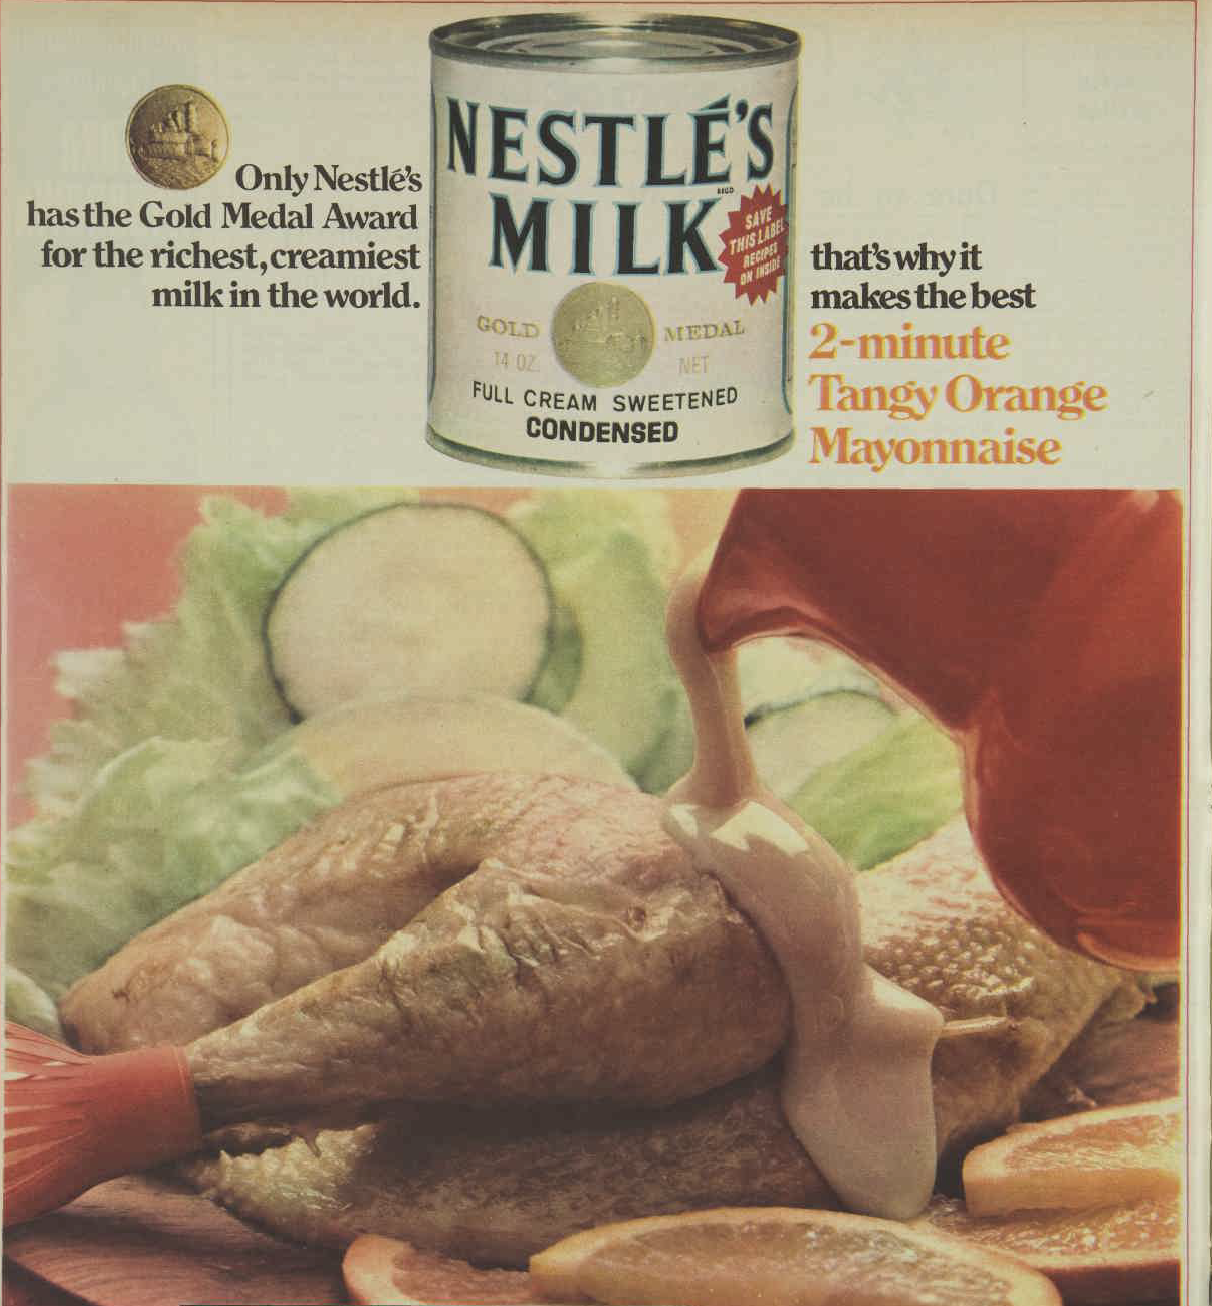 Only Nestlé's
has the Gold Medal Award
for the richest, creamiest
milk in the world.
NESTLÉ'S
MILK
REGD
SAVE
THIS LABEL
RECIPES
ON INSIDE
GOLD MEDAL
14 OZ. NET
FULL CREAM SWEETENED
CONDENSED
that's why it
makes the best
2-minute
Tangy Orange
Mayonnaise